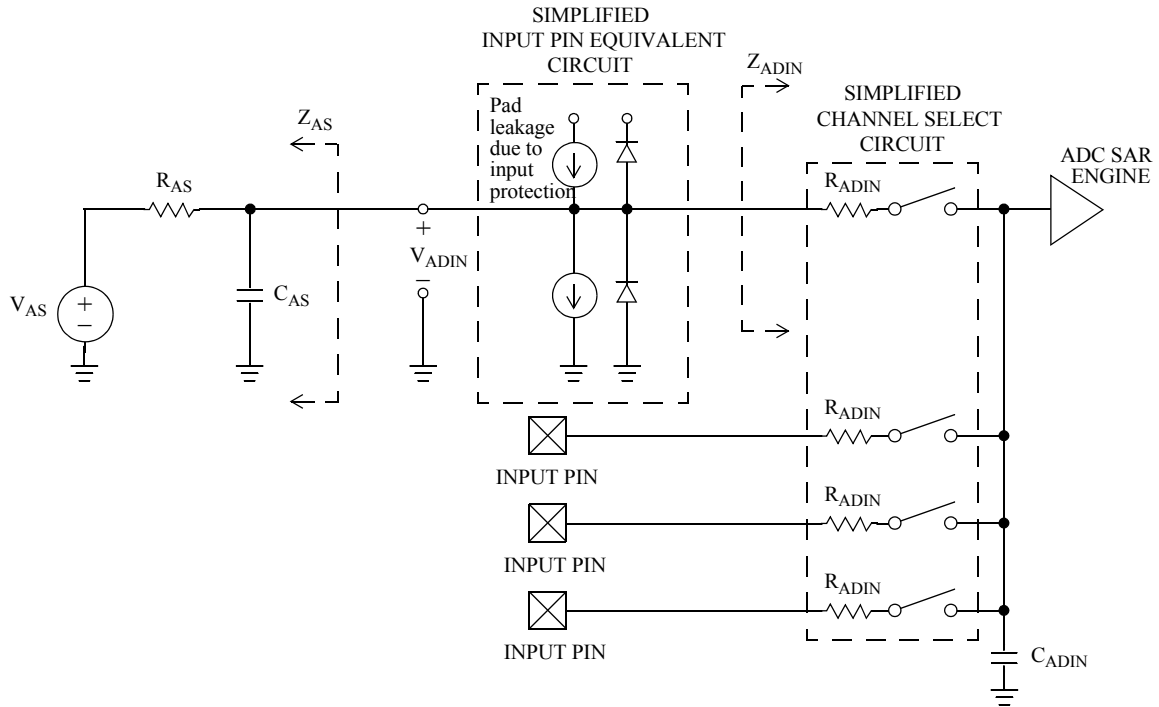 SIMPLIFIED
INPUT PIN EQUIVALENT
CIRCUIT
Z_ADIN
Pad
leakage
due to
input
protection
Z_AS
SIMPLIFIED
CHANNEL SELECT
CIRCUIT
ADC SAR
ENGINE
R_AS
R_ADIN
+
V_ADIN
–
C_AS
V_AS
+
–
R_ADIN
INPUT PIN
R_ADIN
INPUT PIN
R_ADIN
INPUT PIN
C_ADIN